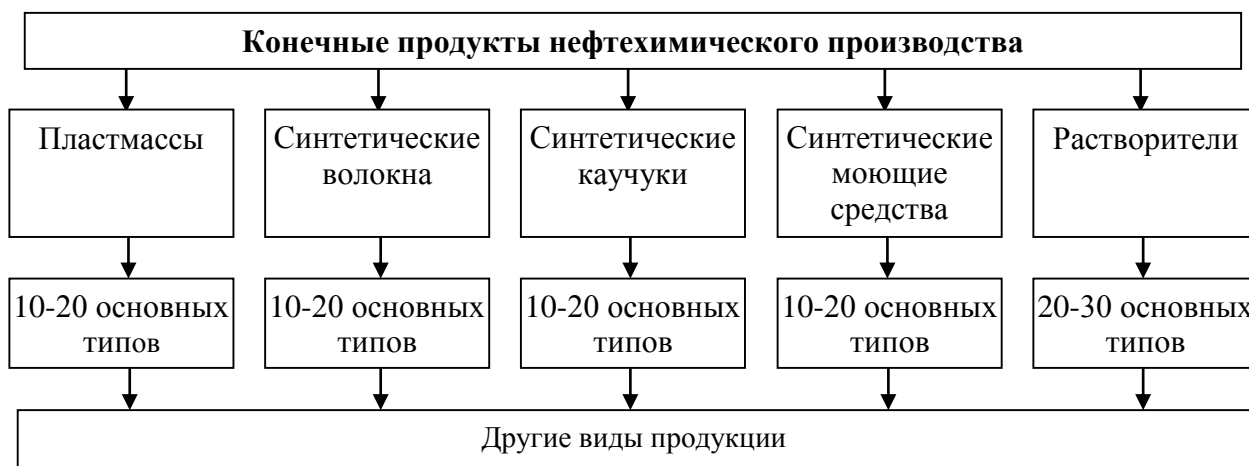 Конечные продукты нефтехимического производства
Пластмассы
Синтетические
волокна
Синтетические
каучуки
Синтетические
моющие
средства
Растворители
10-20 основных
типов
10-20 основных
типов
10-20 основных
типов
10-20 основных
типов
20-30 основных
типов
Другие виды продукции